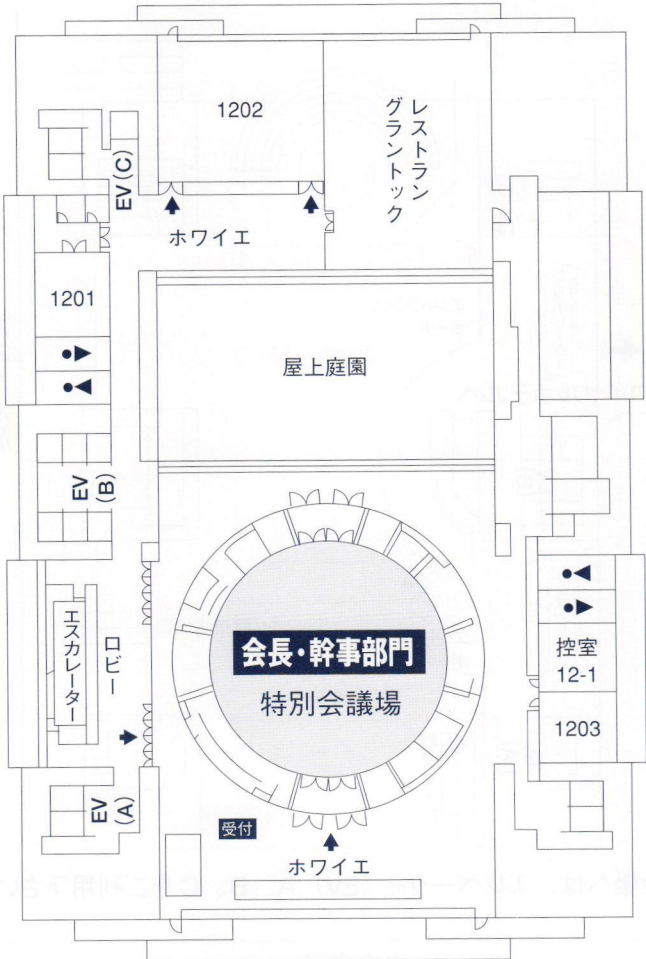 1202
レストラン
グラントック
EV(C)
ホワイエ
1201
屋上庭園
EV
(B)
エスカレーター
ロビー
会長・幹事部門
特別会議場
控室
12-1
1203
EV
(A)
受付
ホワイエ